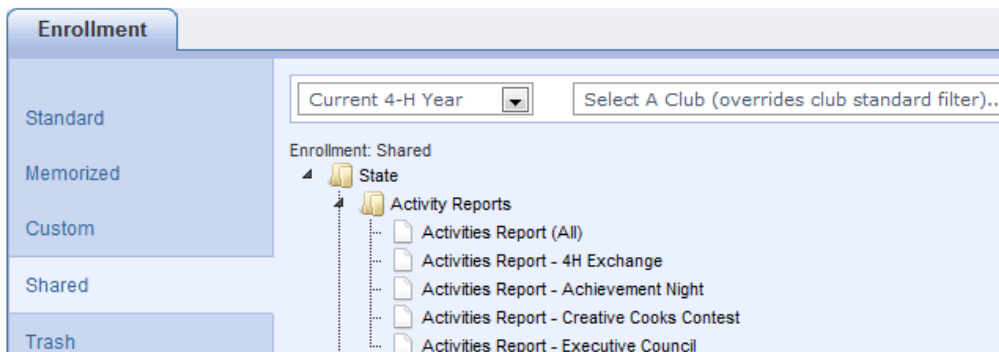 Enrollment
Standard
Memorized
Custom
Shared
Trash
Current 4-H Year
Select A Club (overrides club standard filter)..
Enrollment: Shared
State
Activity Reports
Activities Report (All)
Activities Report - 4H Exchange
Activities Report - Achievement Night
Activities Report - Creative Cooks Contest
Activities Report - Executive Council